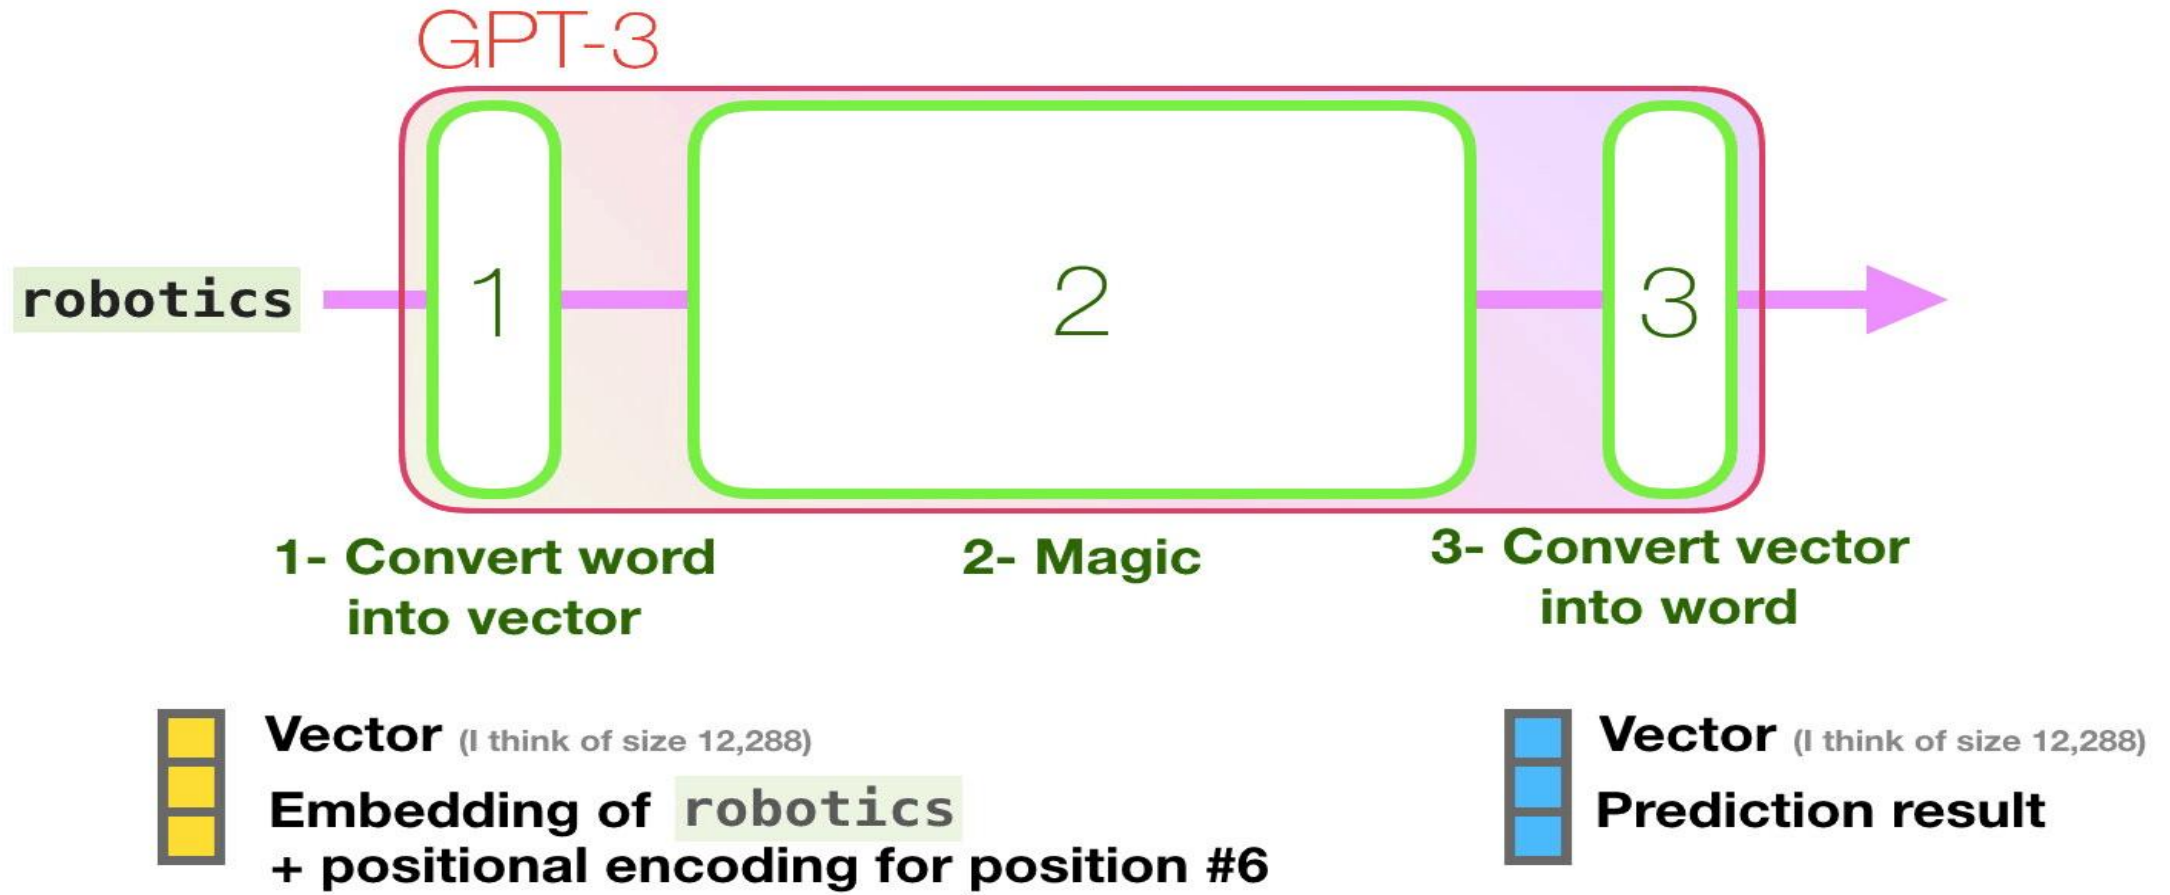 GPT-3
robotics
1
2
3
1- Convert word
into vector
2- Magic
3- Convert vector
into word
Vector (I think of size 12,288)
Embedding of robotics
+ positional encoding for position #6
Vector (I think of size 12,288)
Prediction result